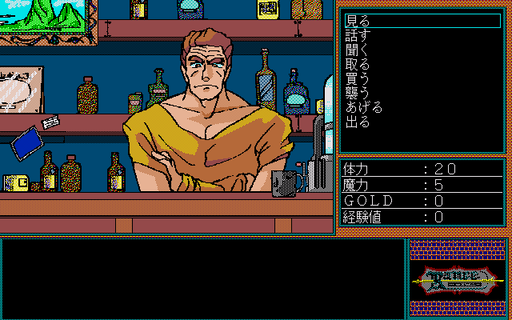 見る
話す
聞く
取る
買う
襲う
あげる
出る
体力 :20
魔力 :5
GOLD :0
経験値 :0